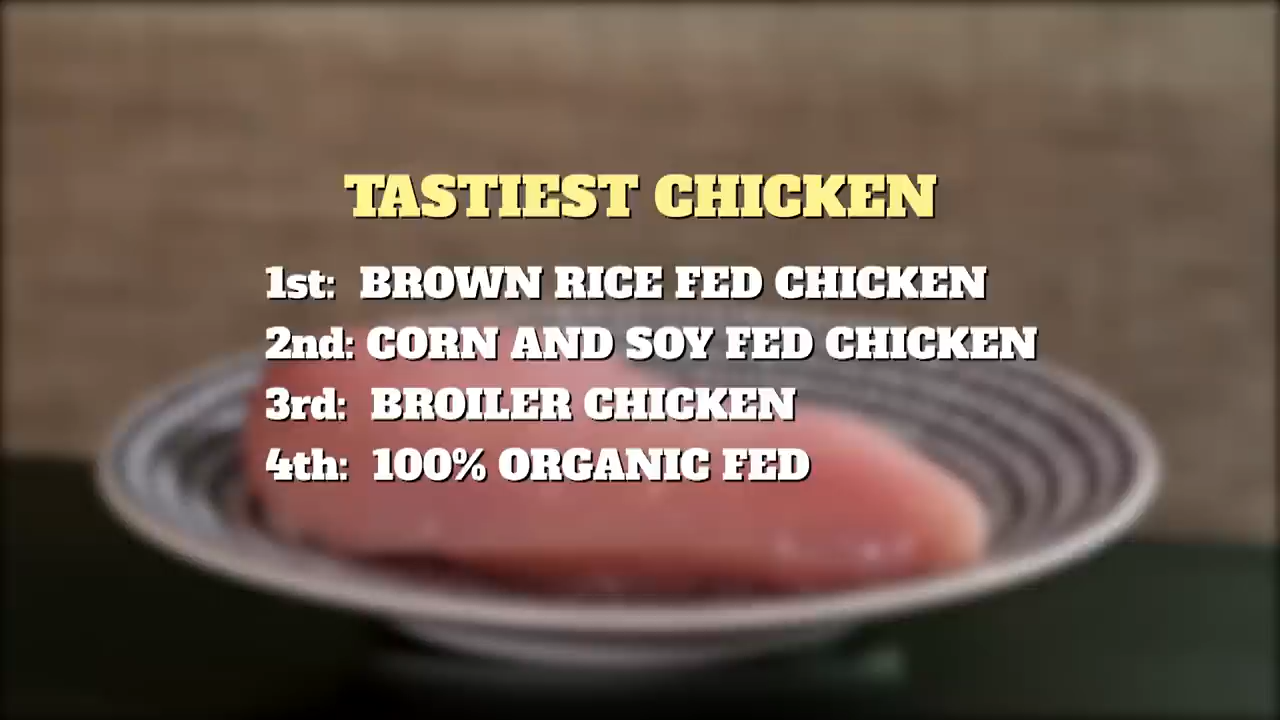 TASTIEST CHICKEN
1st: BROWN RICE FED CHICKEN
2nd: CORN AND SOY FED CHICKEN
3rd: BROILER CHICKEN
4th: 100% ORGANIC FED